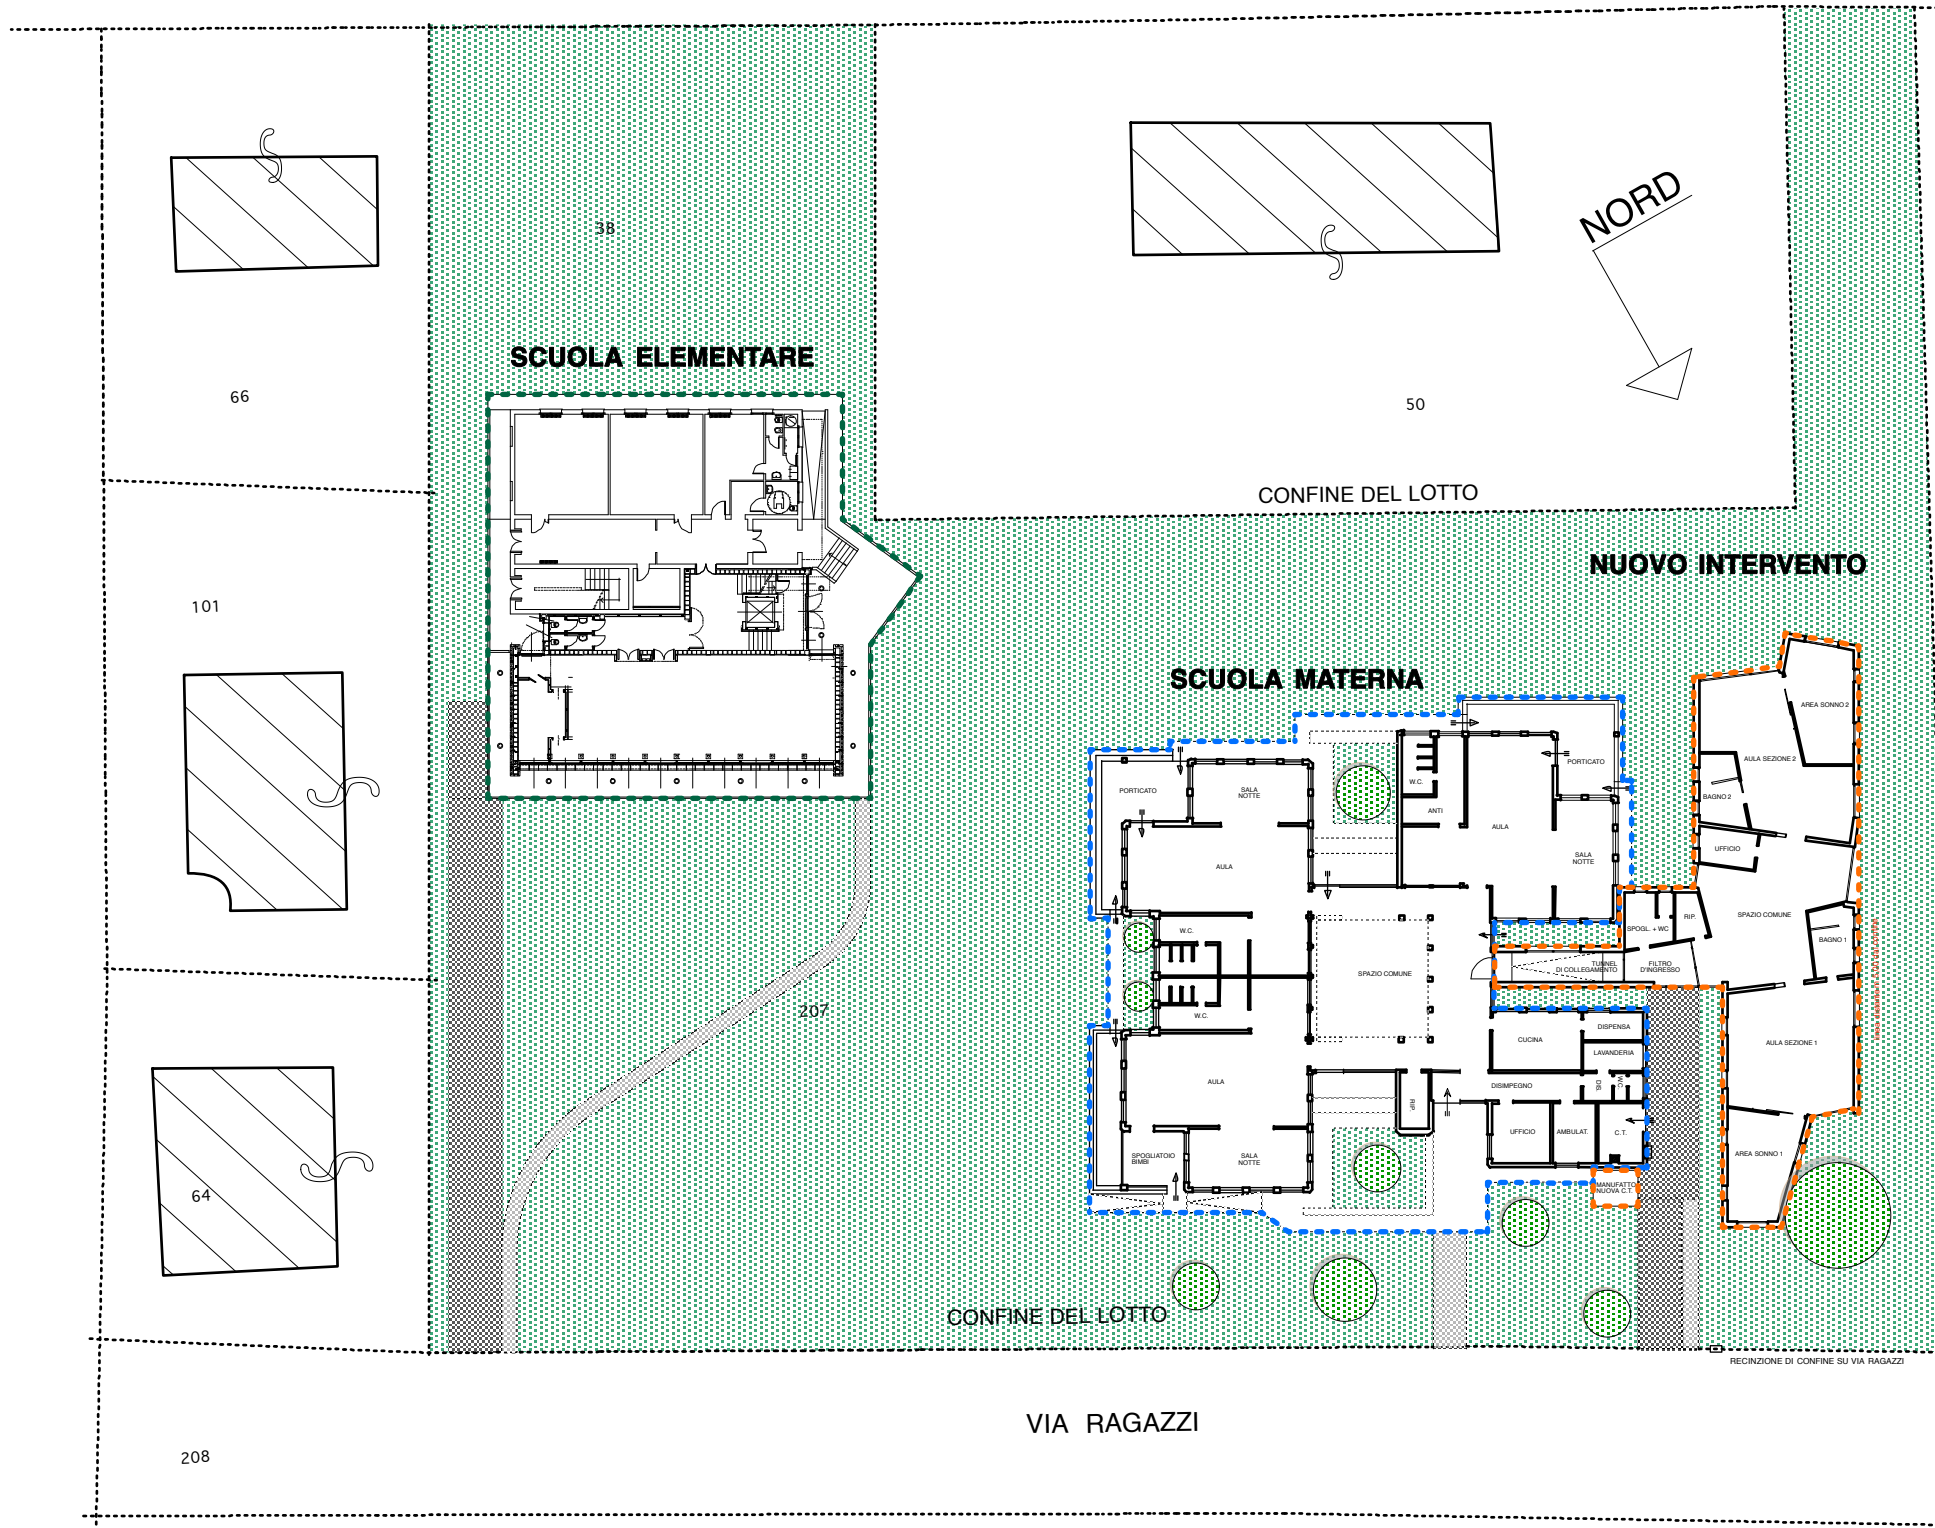 38
NORD
SCUOLA ELEMENTARE
66
50
CONFINE DEL LOTTO
NUOVO INTERVENTO
101
SCUOLA MATERNA
AREA SONNO 2
AULA SEZIONE 2
BAGNO 2
UFFICIO
PORTICATO
SALA
NOTTE
W.C.
ANTI
AULA
PORTICATO
SALA
NOTTE
AULA
W.C.
SPOGL. + WC
RIP.
SPAZIO COMUNE
BAGNO 1
TUNNEL
DI COLLEGAMENTO
FILTRO
D'INGRESSO
SPAZIO COMUNE
207
W.C.
CUCINA
DISPENSA
LAVANDERIA
AULA SEZIONE 1
AULA
DISIMPEGNO
DIS.
W.C.
RIP.
UFFICIO
AMBULAT.
C.T.
SPOGLIATOIO
BIMBI
SALA
NOTTE
AREA SONNO 1
MANUFATTO
NUOVA C.T.
64
CONFINE DEL LOTTO
RECINZIONE DI CONFINE SU VIA RAGAZZI
VIA RAGAZZI
208